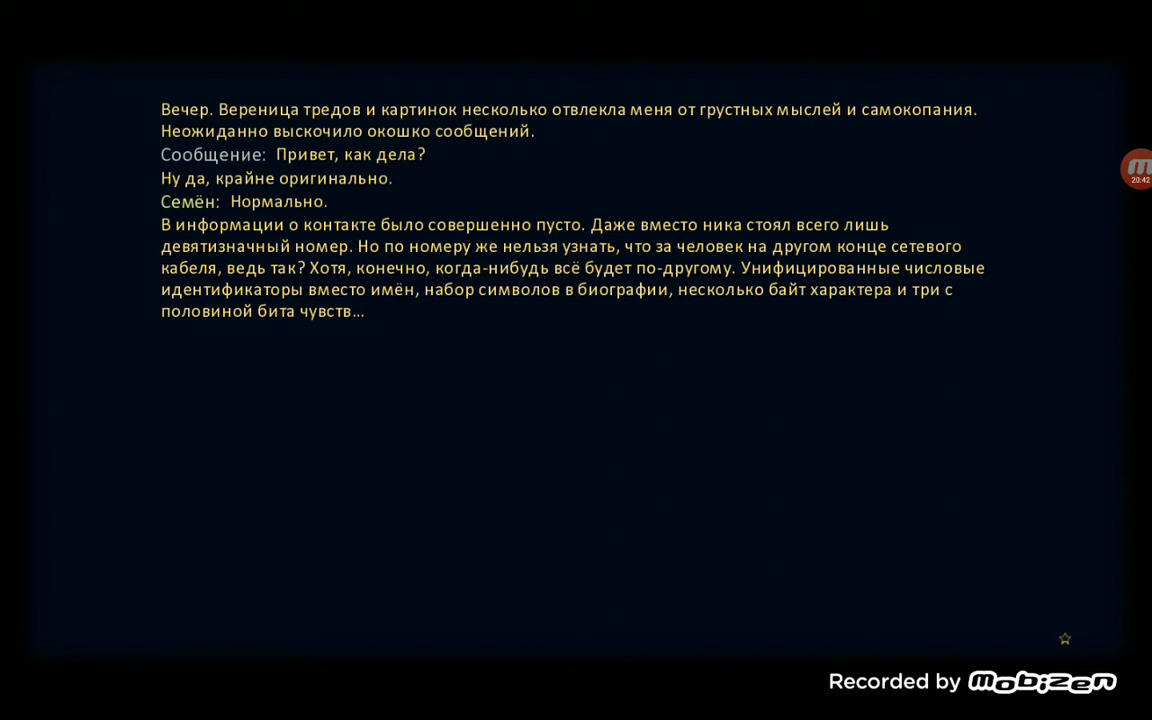 Вечер. Вереница тредов и картинок несколько отвлекла меня от грустных мыслей и самокопания.
Неожиданно выскочило окошко сообщений.
Сообщение: Привет, как дела?
Ну да, крайне оригинально.
Семён: Нормально.
В информации о контакте было совершенно пусто. Даже вместо ника стоял всего лишь
девятизначный номер. Но по номеру же нельзя узнать, что за человек на другом конце сетевого
кабеля, ведь так? Хотя, конечно, когда-нибудь всё будет по-другому. Унифицированные числовые
идентификаторы вместо имён, набор символов в биографии, несколько байт характера и три с
половиной бита чувств...
20:42
Recorded by mobizen